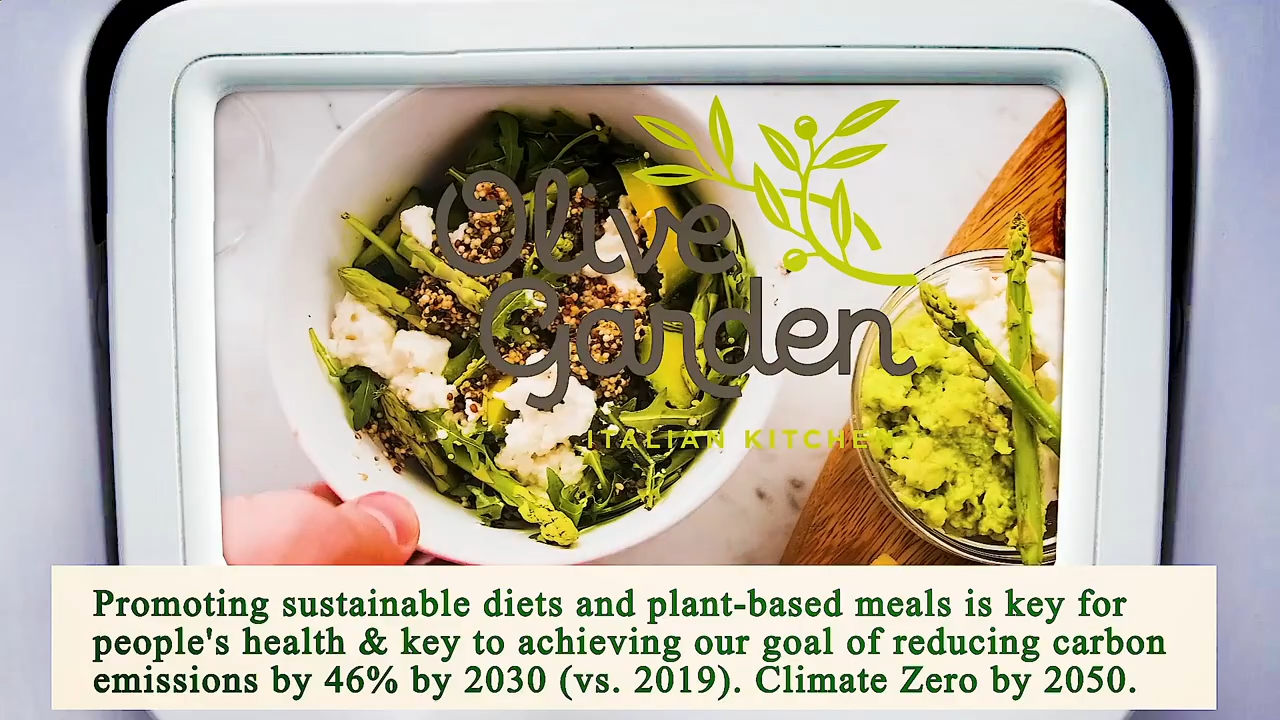 Olive
Garden
ITALIAN KITCHEN
Promoting sustainable diets and plant-based meals is key for
people's health & key to achieving our goal of reducing carbon
emissions by 46% by 2030 (vs. 2019). Climate Zero by 2050.